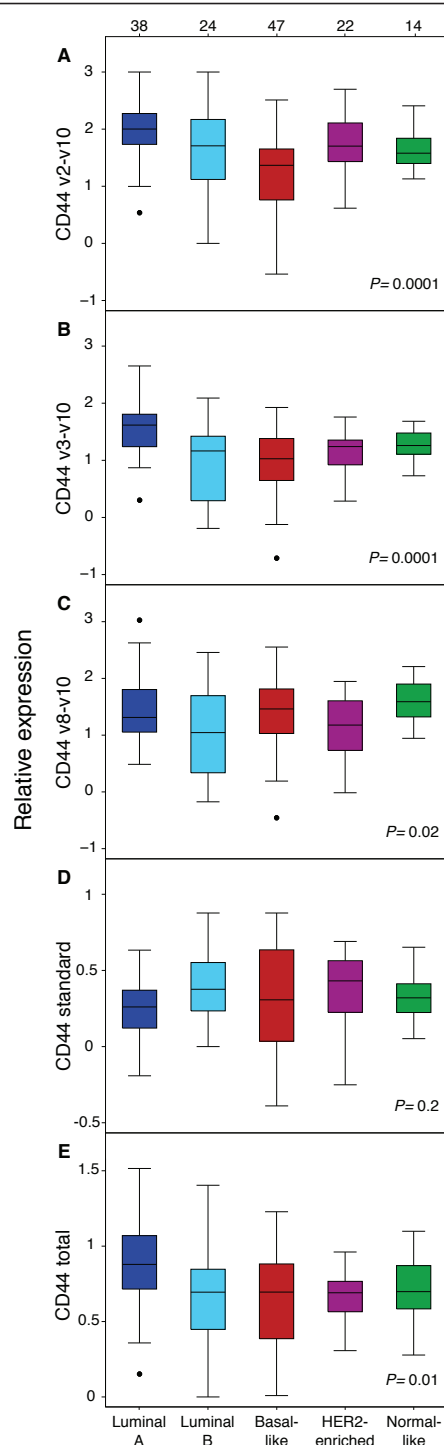 38 24 47 22 14
A
3
2
1
0
−1
CD44 v2-v10
P= 0.0001
B
3
2
1
0
−1
CD44 v3-v10
P= 0.0001
C
3
2
1
0
−1
CD44 v8-v10
P= 0.02
Relative expression
D
1
0.5
0
-0.5
CD44 standard
P= 0.2
E
1.5
1
0.5
0
CD44 total
P= 0.01
Luminal Luminal Basal- HER2- Normal-
A B like enriched like